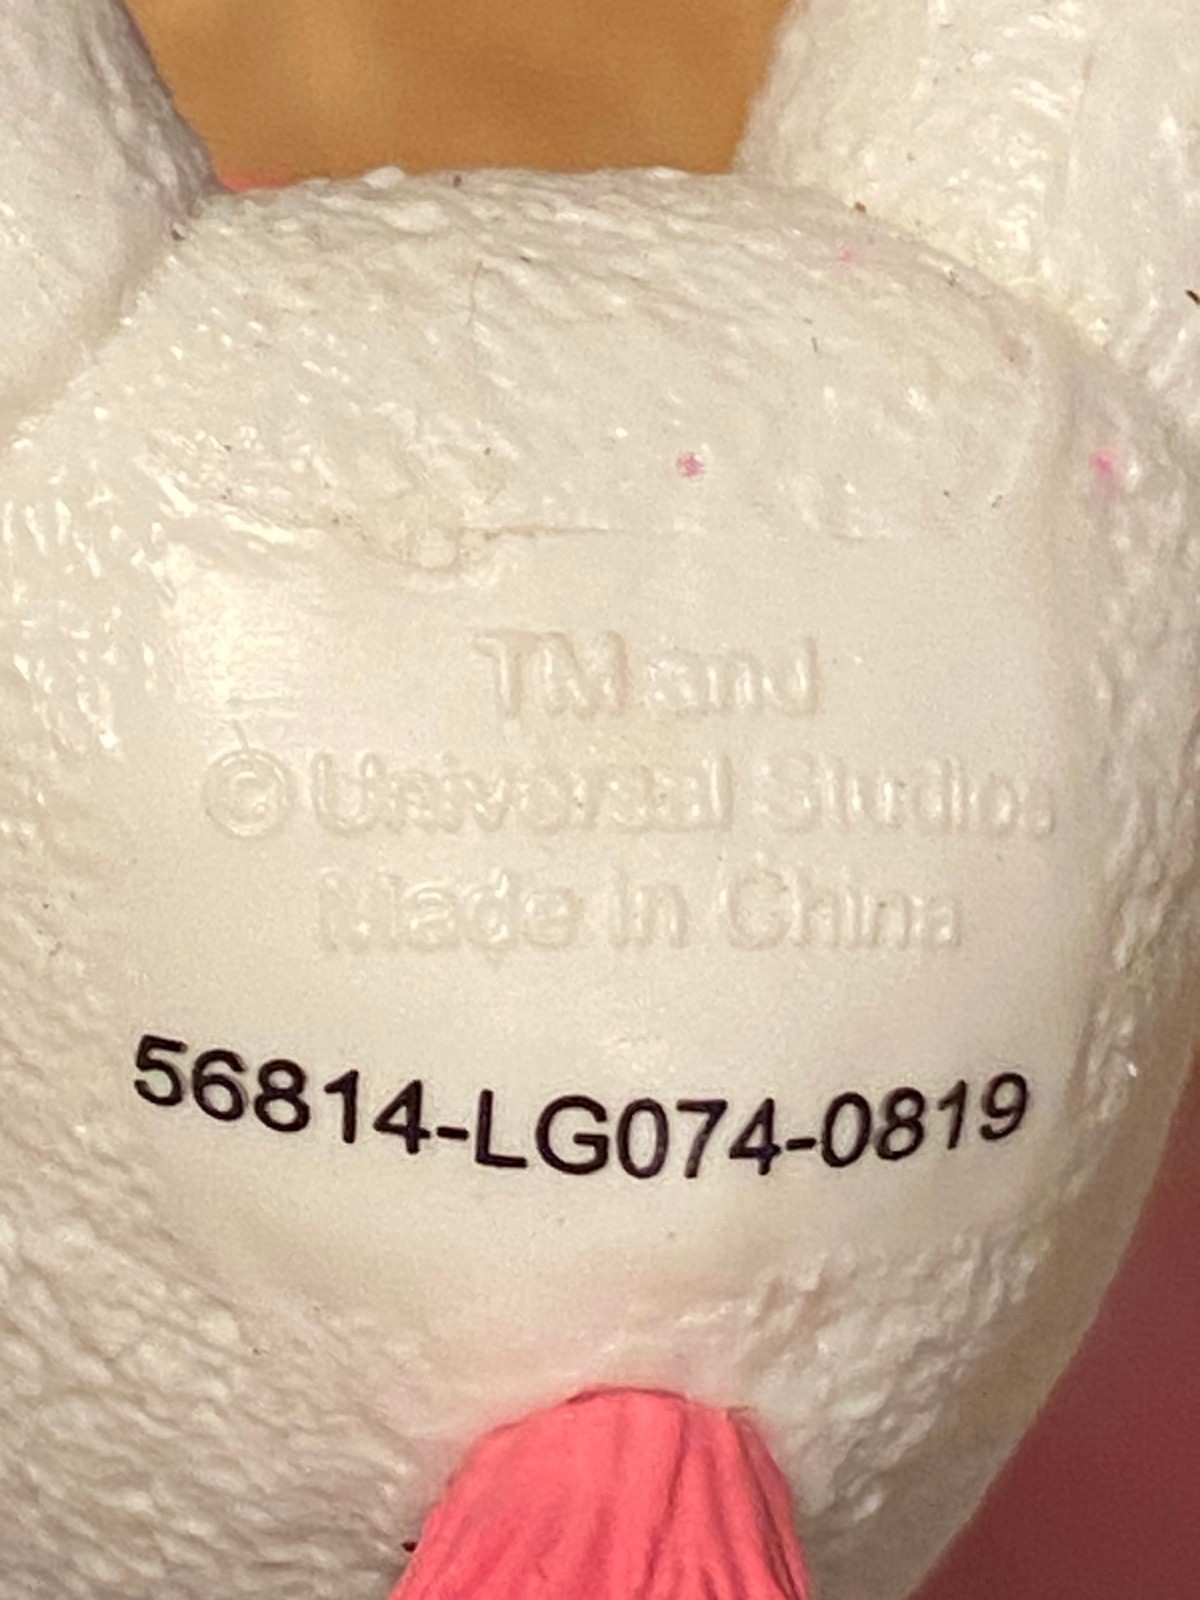 TM and
© Universal Studios
Made in China
56814-LG074-0819